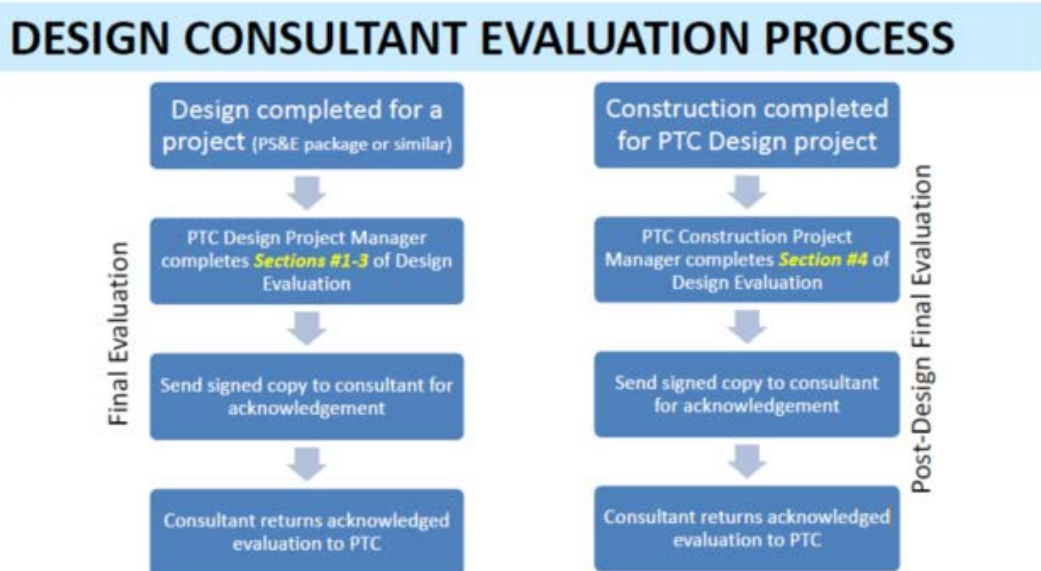 DESIGN CONSULTANT EVALUATION PROCESS
Design completed for a
project (PS&E package or similar)
PTC Design Project Manager
completes Sections #1-3 of Design
Evaluation
Send signed copy to consultant for
acknowledgement
Consultant returns acknowledged
evaluation to PTC
Final Evaluation
Construction completed
for PTC Design project
PTC Construction Project
Manager completes Section #4 of
Design Evaluation
Send signed copy to consultant
for acknowledgement
Consultant returns acknowledged
evaluation to PTC
Post-Design Final Evaluation